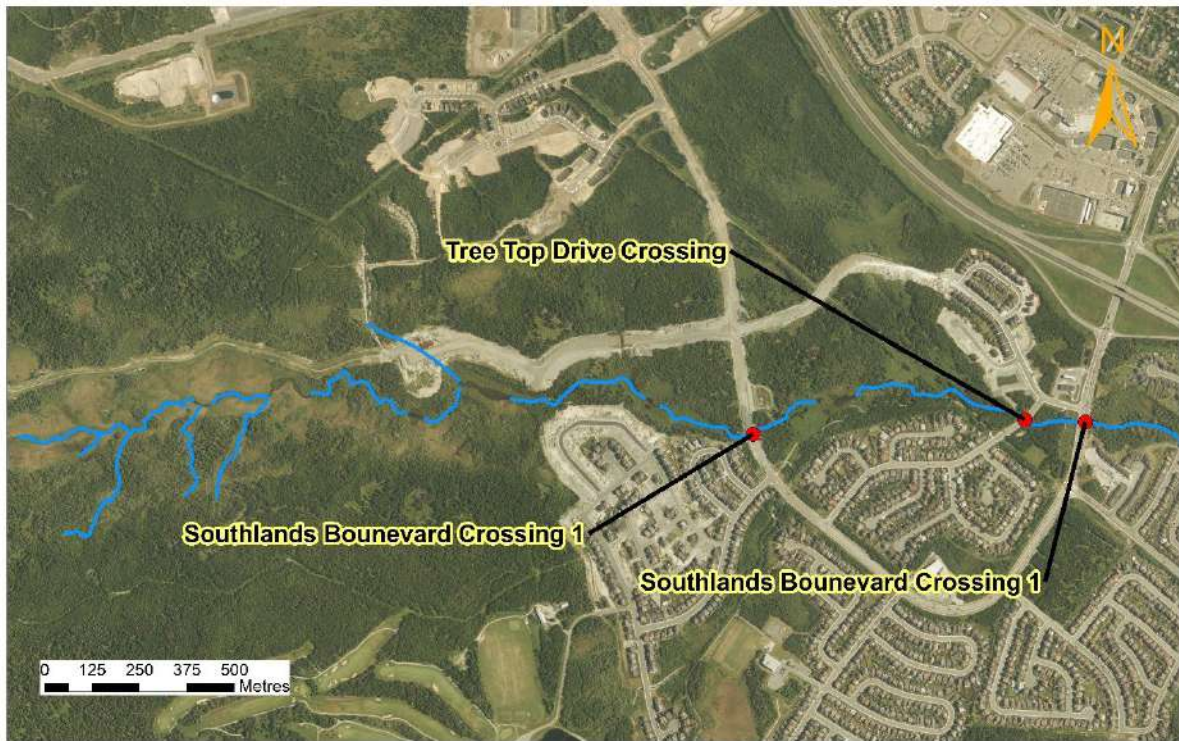 N
Tree Top Drive Crossing
Southlands Bounevard Crossing 1
Southlands Bounevard Crossing 1
0 125 250 375 500
Metres